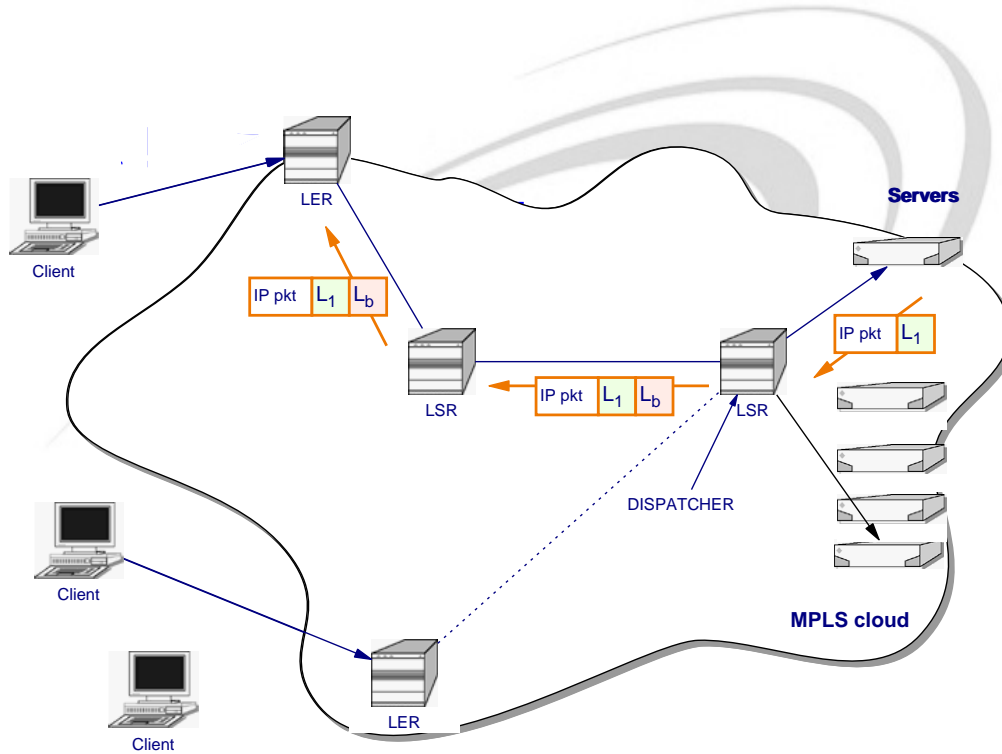 Servers
LER
Client
IP pkt L1 Lb
IP pkt L1
LSR
IP pkt L1 Lb
LSR
DISPATCHER
Client
MPLS cloud
LER
Client